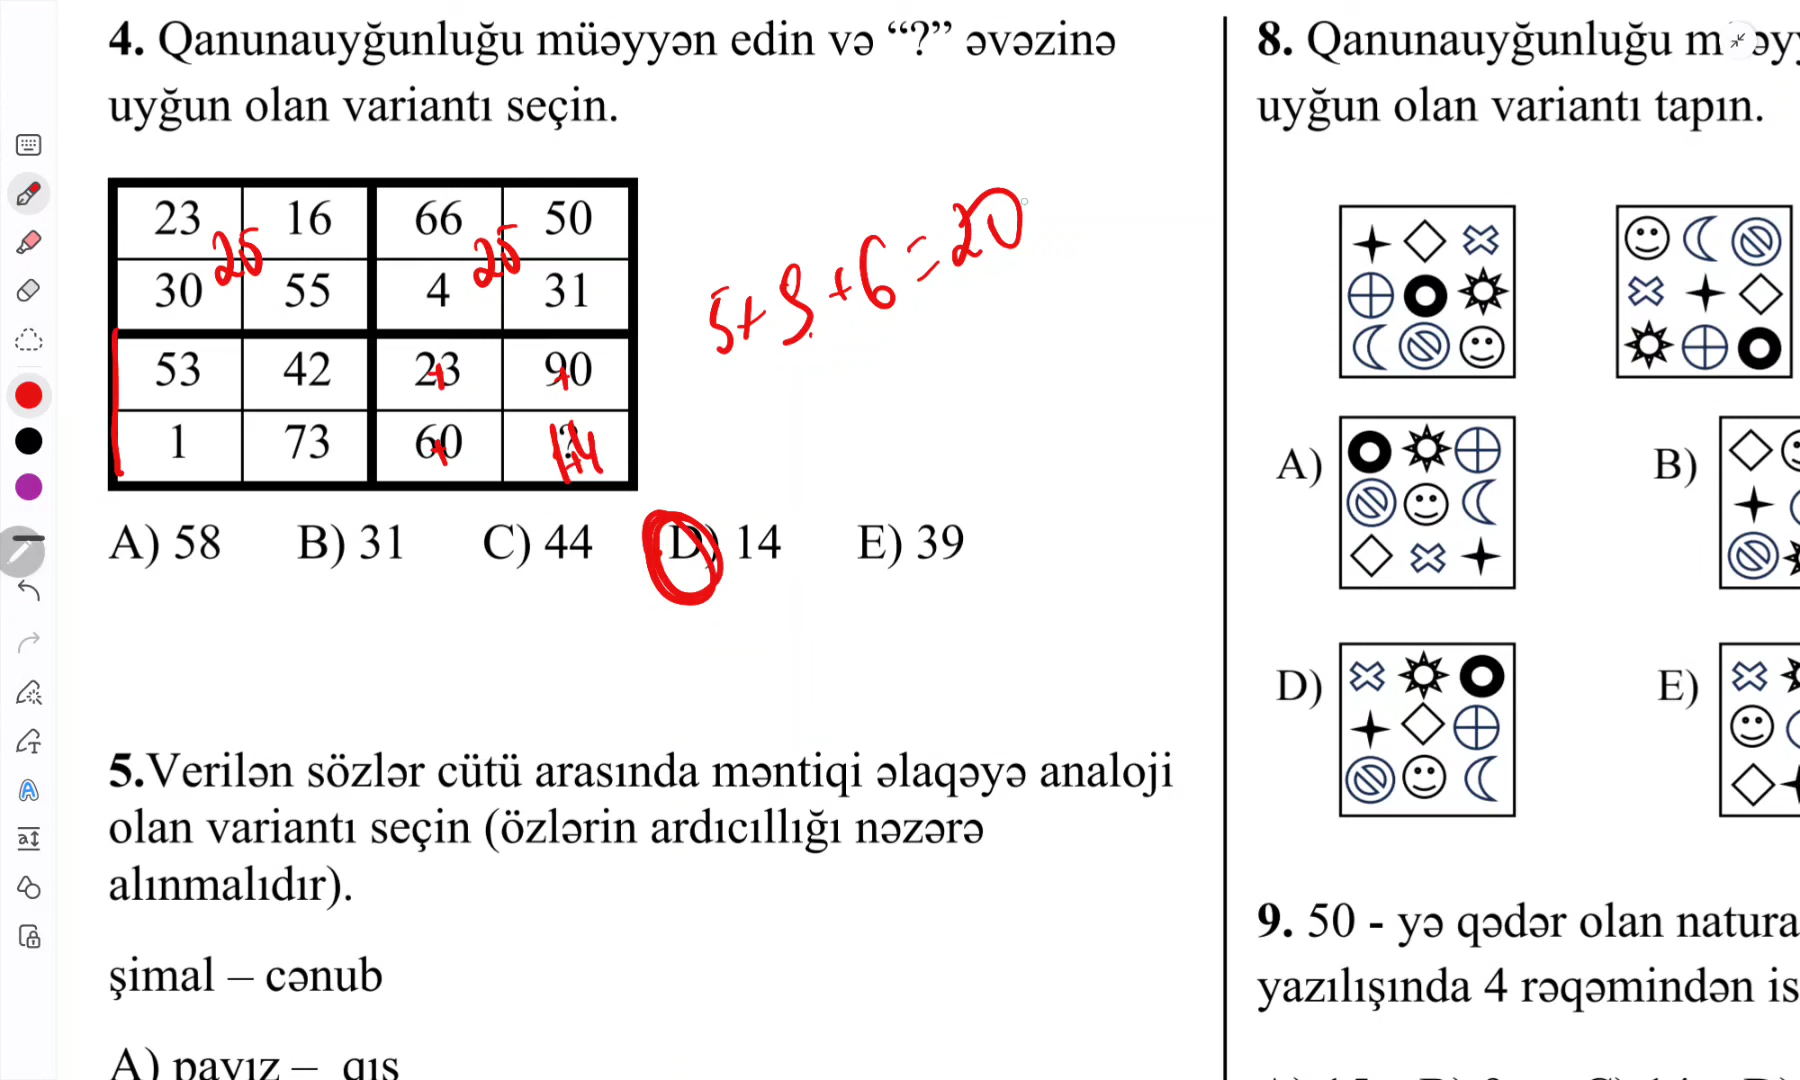 4. Qanunauyğunluğu müəyyən edin və “?” əvəzinə
uyğun olan variantı seçin.
23 16 66 50
25 25
30 55 4 31
53 42 23 90
1 73 60 ?
14
5+9+6=20
A) 58 B) 31 C) 44 D) 14 E) 39
5.Verilən sözlər cütü arasında məntiqi əlaqəyə analoji
olan variantı seçin (özlərin ardıcıllığı nəzərə
alınmalıdır).
şimal – cənub
A) payız – qış
8. Qanunauyğunluğu
uyğun olan variantı tapın.
A) B)
D) E)
9. 50 - yə qədər olan natura
yazılışında 4 rəqəmindən is